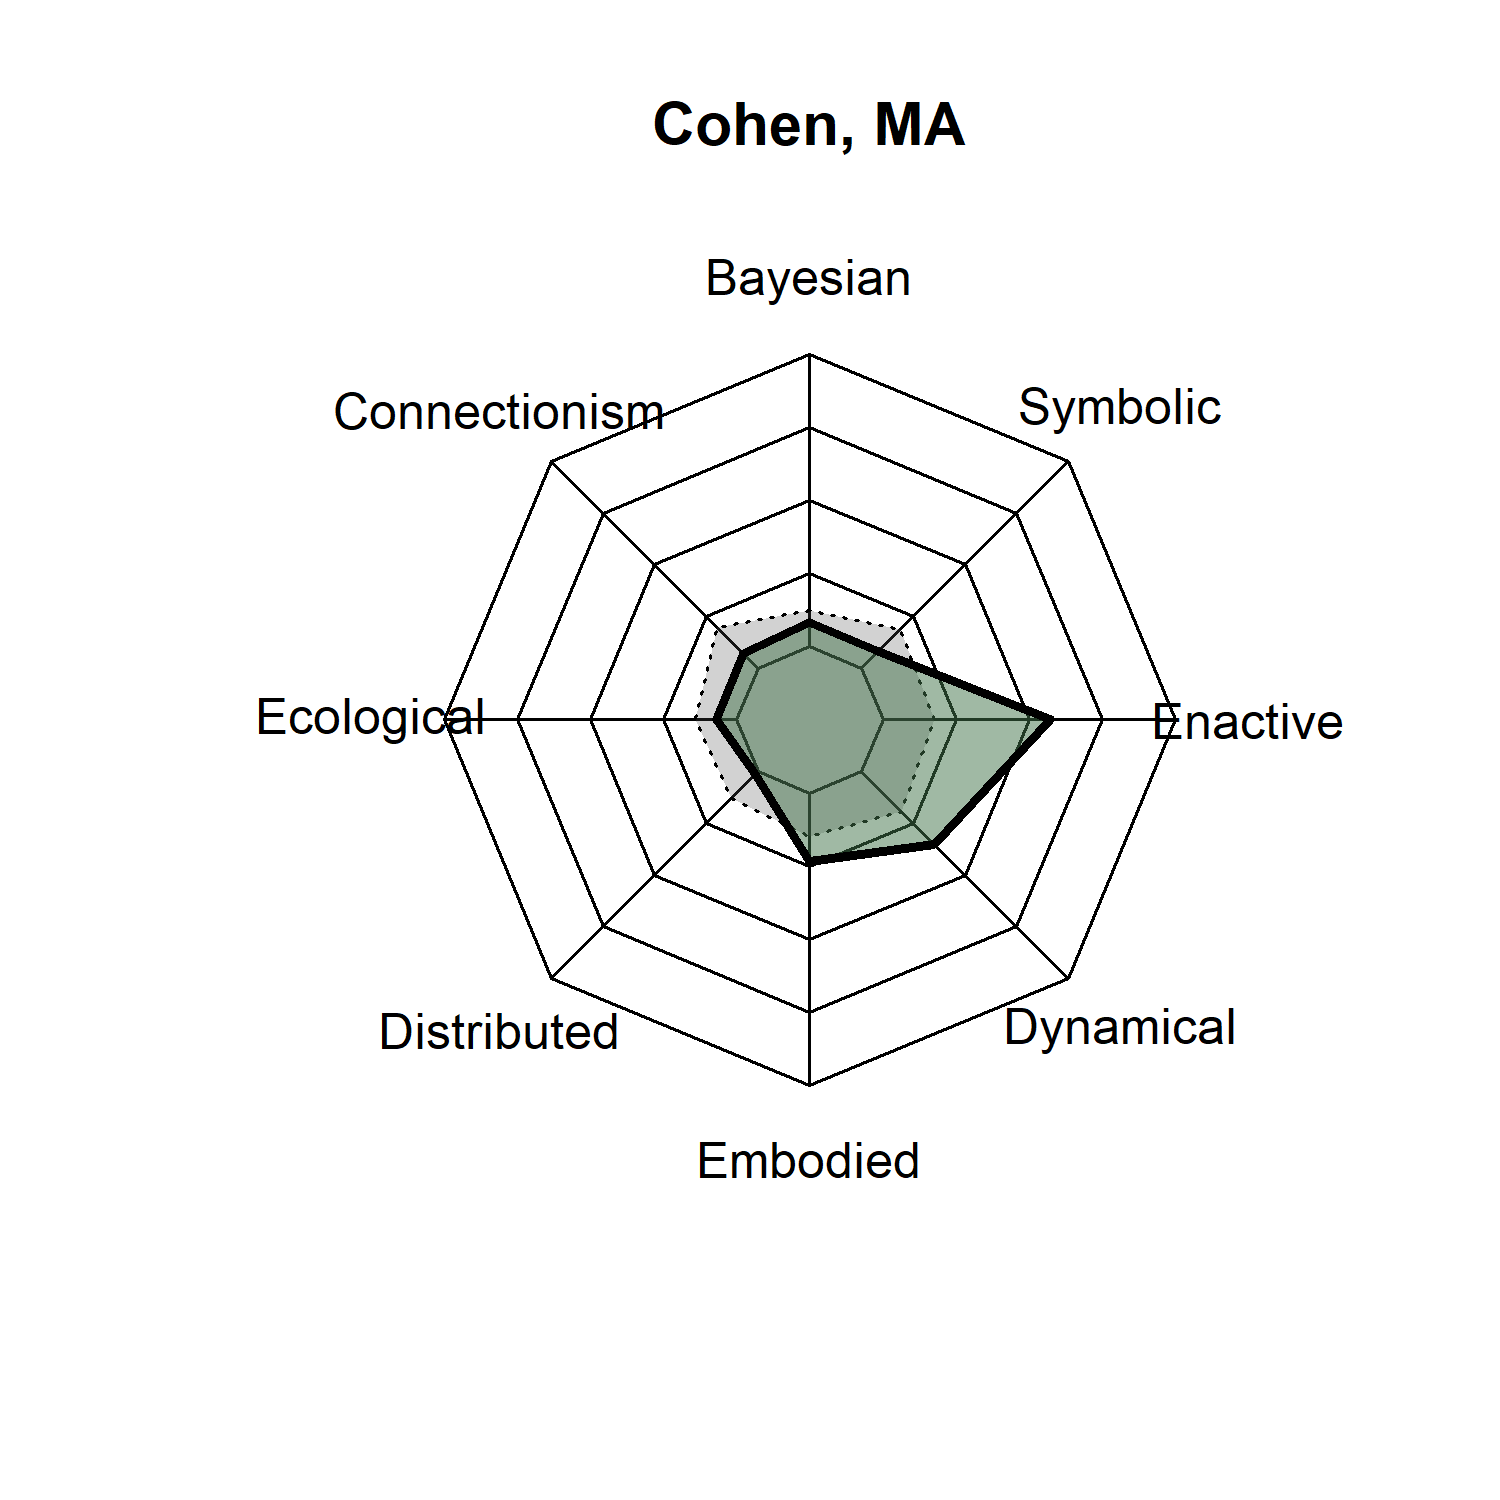 Cohen, MA
Bayesian
Connectionism
Symbolic
Ecological
Enactive
Distributed
Dynamical
Embodied